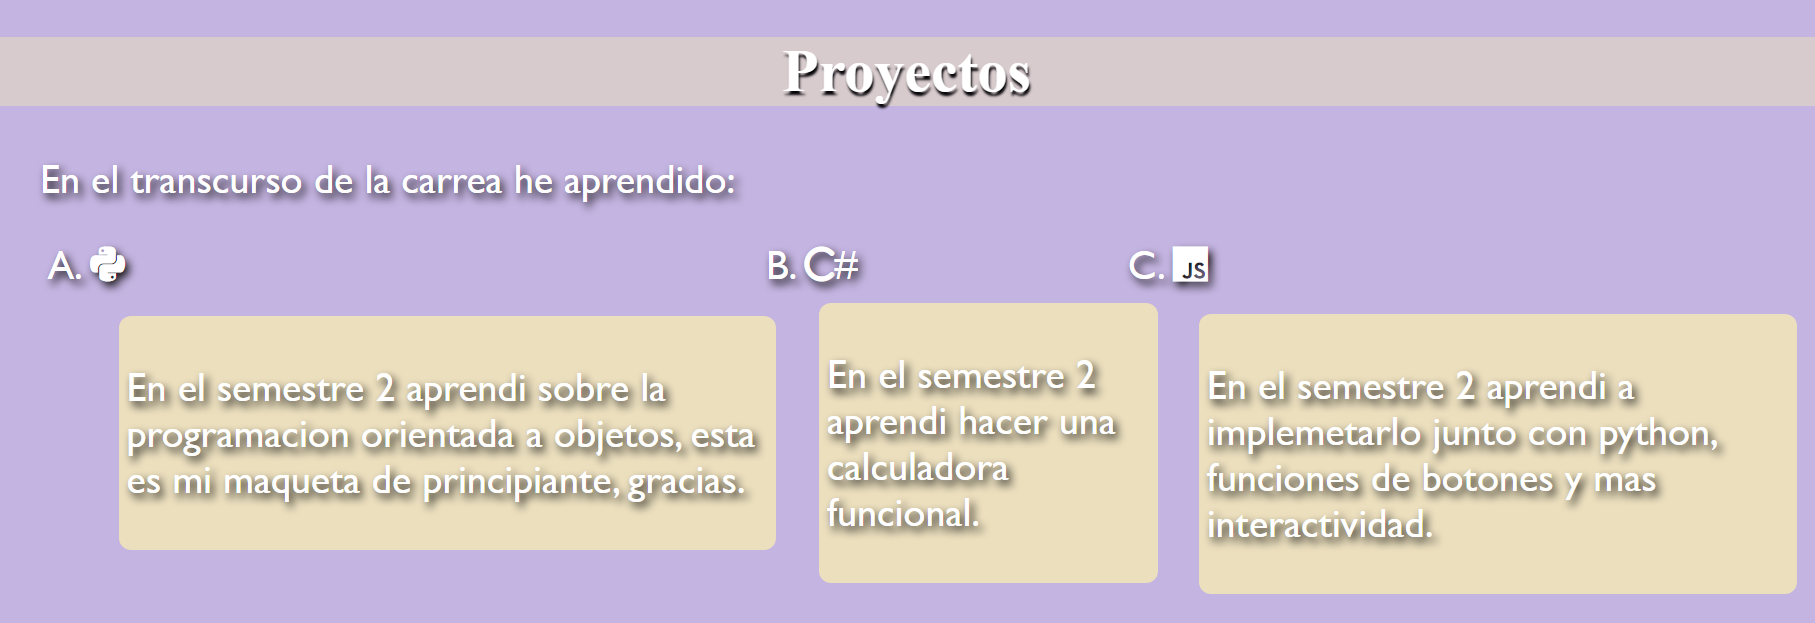 Proyectos
En el transcurso de la carrea he aprendido:
A.
B. C#
C. JS
En el semestre 2 aprendi sobre la
programacion orientada a objetos, esta
es mi maqueta de principiante, gracias.
En el semestre 2
aprendi hacer una
calculadora
funcional.
En el semestre 2 aprendi a
implemetarlo junto con python,
funciones de botones y mas
interactividad.